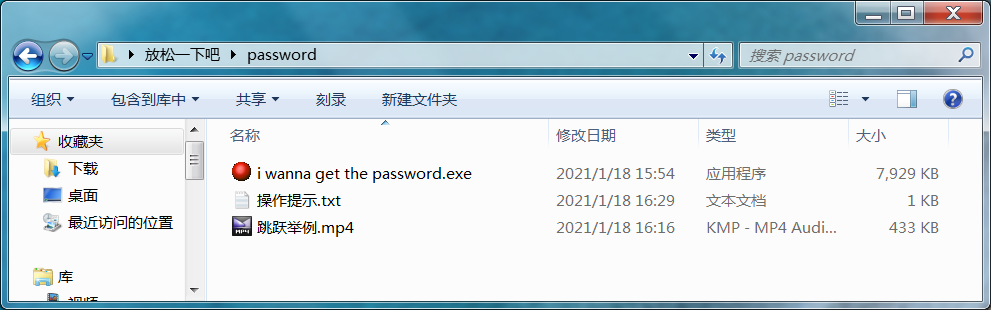 放松一下吧 password
搜索 password
组织 包含到库中 共享 刻录 新建文件夹
收藏夹
下载
桌面
最近访问的位置
库
视频
名称 修改日期 类型 大小
i wanna get the password.exe 2021/1/18 15:54 应用程序 7,929 KB
操作提示.txt 2021/1/18 16:29 文本文档 1 KB
跳跃举例.mp4 2021/1/18 16:16 KMP - MP4 Audi... 433 KB